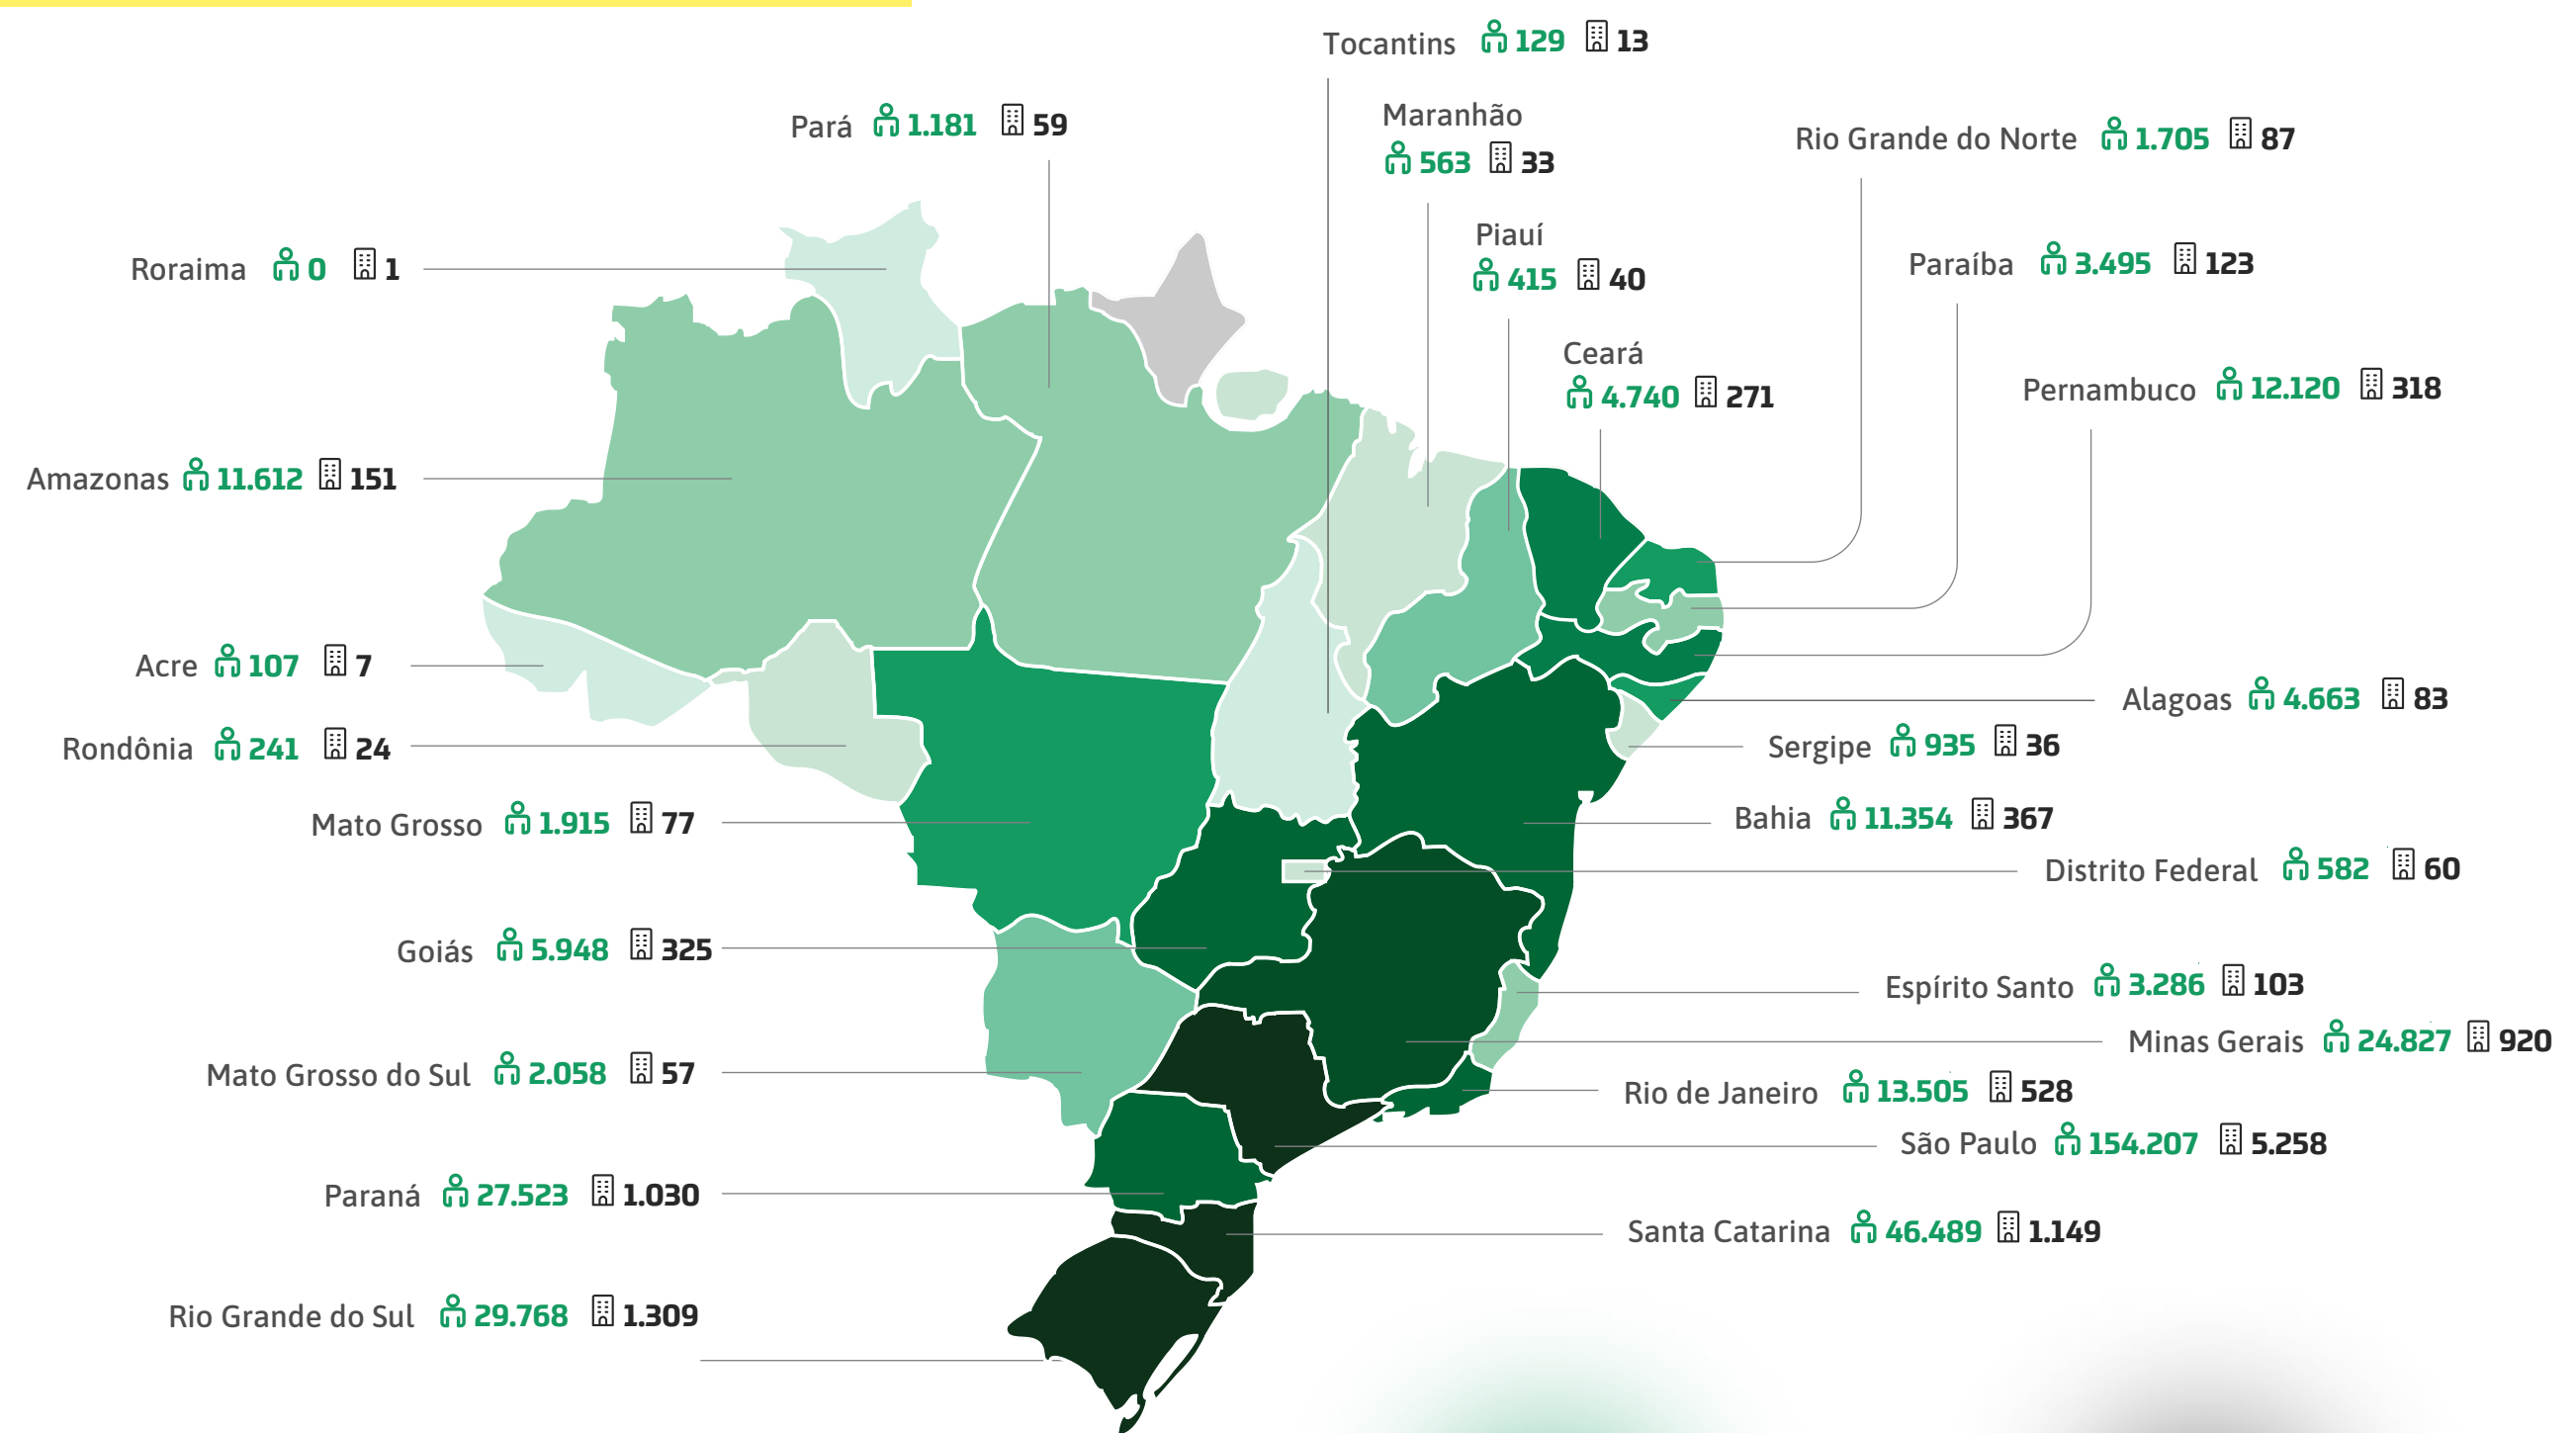 Tocantins 129 13
Pará 1.181 59
Maranhão
563 33
Rio Grande do Norte 1.705 87
Piauí
415 40
Roraima 0 1
Paraíba 3.495 123
Ceará
4.740 271
Pernambuco 12.120 318
Amazonas 11.612 151
Acre 107 7
Alagoas 4.663 83
Rondônia 241 24
Sergipe 935 36
Mato Grosso 1.915 77
Bahia 11.354 367
Distrito Federal 582 60
Goiás 5.948 325
Espírito Santo 3.286 103
Minas Gerais 24.827 920
Mato Grosso do Sul 2.058 57
Rio de Janeiro 13.505 528
São Paulo 154.207 5.258
Paraná 27.523 1.030
Santa Catarina 46.489 1.149
Rio Grande do Sul 29.768 1.309